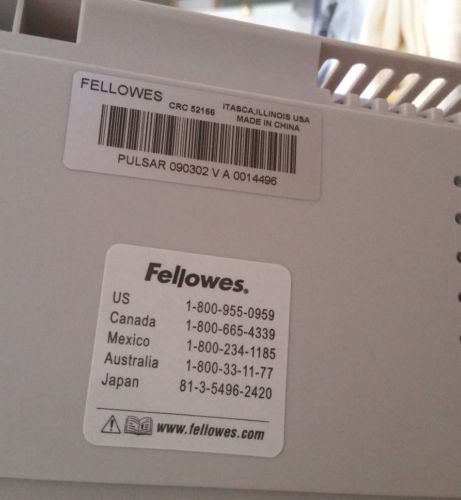 FELLOWES
CRC 52156 ITASCA,ILLINOIS USA
MADE IN CHINA
PULSAR 090302 V A 0014496
Fellowes.
US 1-800-955-0959
Canada 1-800-665-4339
Mexico 1-800-234-1185
Australia 1-800-33-11-77
Japan 81-3-5496-2420
www.fellowes.com